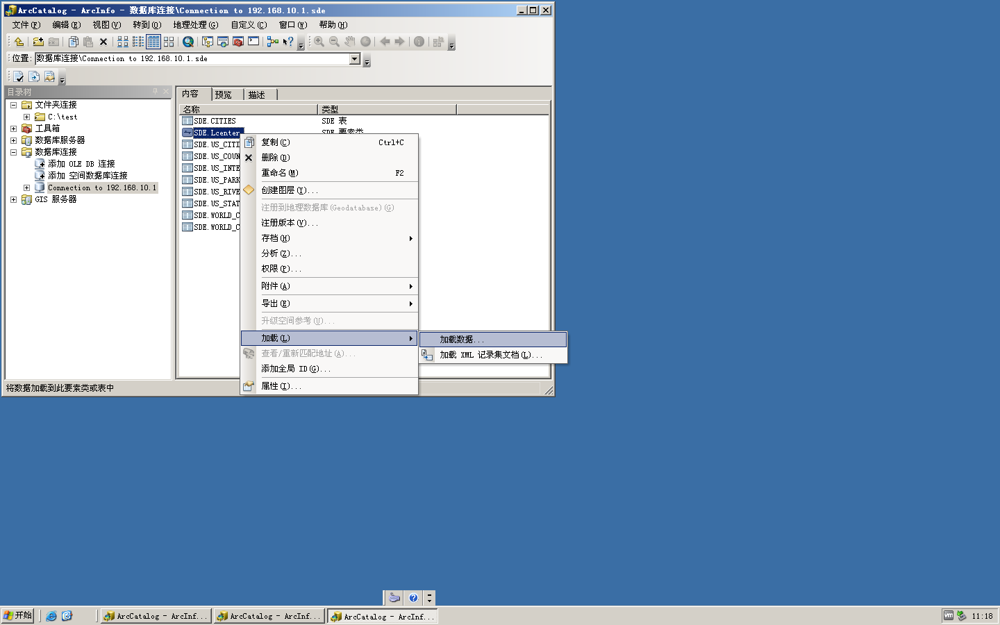 ArcCatalog - ArcInfo - 数据库连接\Connection to 192.168.10.1.sde
文件(F) 编辑(E) 视图(V) 转到(O) 地理处理(G) 自定义(C) 窗口(W) 帮助(H)
位置: 数据库连接\Connection to 192.168.10.1.sde
目录树
文件夹连接
C:\test
工具箱
数据库服务器
数据库连接
添加 OLE DB 连接
添加 空间数据库连接
Connection to 192.168.10.1
GIS 服务器
内容 预览 描述
名称 类型
SDE.CITIES SDE 表
SDE.Lcenter SDE 要素类
SDE.US_CITI
SDE.US_COUN
SDE.US_INTE
SDE.US_PARK
SDE.US_RIVE
SDE.US_STAT
SDE.WORLD_C
SDE.WORLD_C
复制(C) Ctrl+C
删除(D)
重命名(M) F2
创建图层(Y)...
注册到地理数据库(Geodatabase)(G)
注册版本(V)...
存档(H)
分析(Z)...
权限(P)...
附件(A)
导出(E)
升级空间参考(U)...
加载(L)
查看/重新匹配地址(A)...
添加全局 ID(G)...
属性(I)...
加载数据...
加载 XML 记录集文档(L)...
将数据加载到此要素类或表中
开始
ArcCatalog - ArcInf...
ArcCatalog - ArcInf...
ArcCatalog - ArcInf...
vm
11:18